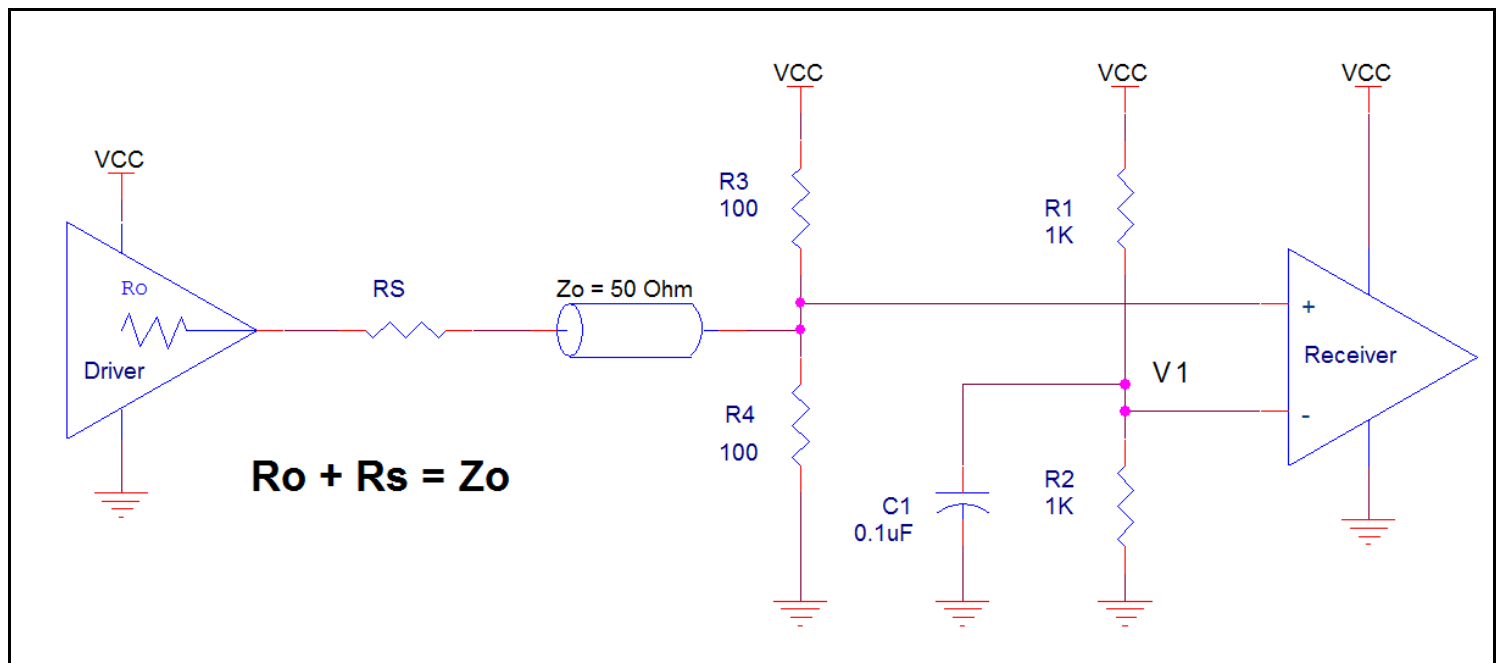 VCC
VCC
VCC
VCC
R3
100
R1
1K
Ro
RS
Zo = 50 Ohm
+
Driver
Receiver
V1
R4
100
-
Ro + Rs = Zo
C1
0.1uF
R2
1K